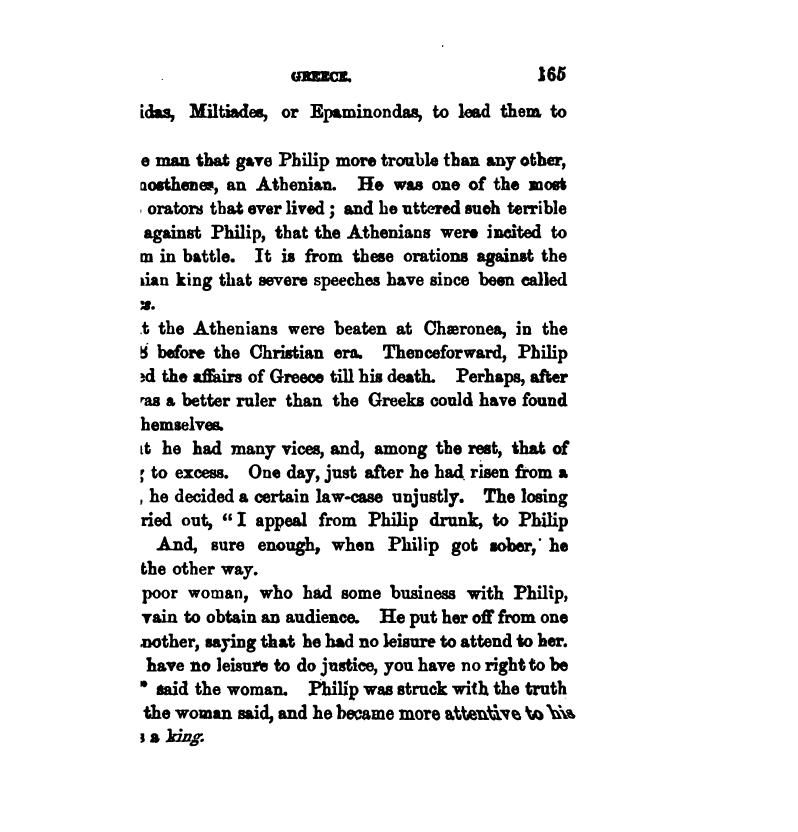 GREECE. 165
idas, Miltiades, or Epaminondas, to lead them to
e man that gave Philip more trouble than any other,
nosthenes, an Athenian. He was one of the most
orators that ever lived; and he uttered such terrible
against Philip, that the Athenians were incited to
m in battle. It is from these orations against the
nian king that severe speeches have since been called
s.
t the Athenians were beaten at Chæronea, in the
8 before the Christian era. Thenceforward, Philip
ed the affairs of Greece till his death. Perhaps, after
vas a better ruler than the Greeks could have found
hemselves.
it he had many vices, and, among the rest, that of
g to excess. One day, just after he had risen from a
, he decided a certain law-case unjustly. The losing
ried out, “I appeal from Philip drunk, to Philip
And, sure enough, when Philip got sober, he
the other way.
poor woman, who had some business with Philip,
vain to obtain an audience. He put her off from one
nother, saying that he had no leisure to attend to her.
have no leisure to do justice, you have no right to be
” said the woman. Philip was struck with the truth
the woman said, and he became more attentive to his
s a king.